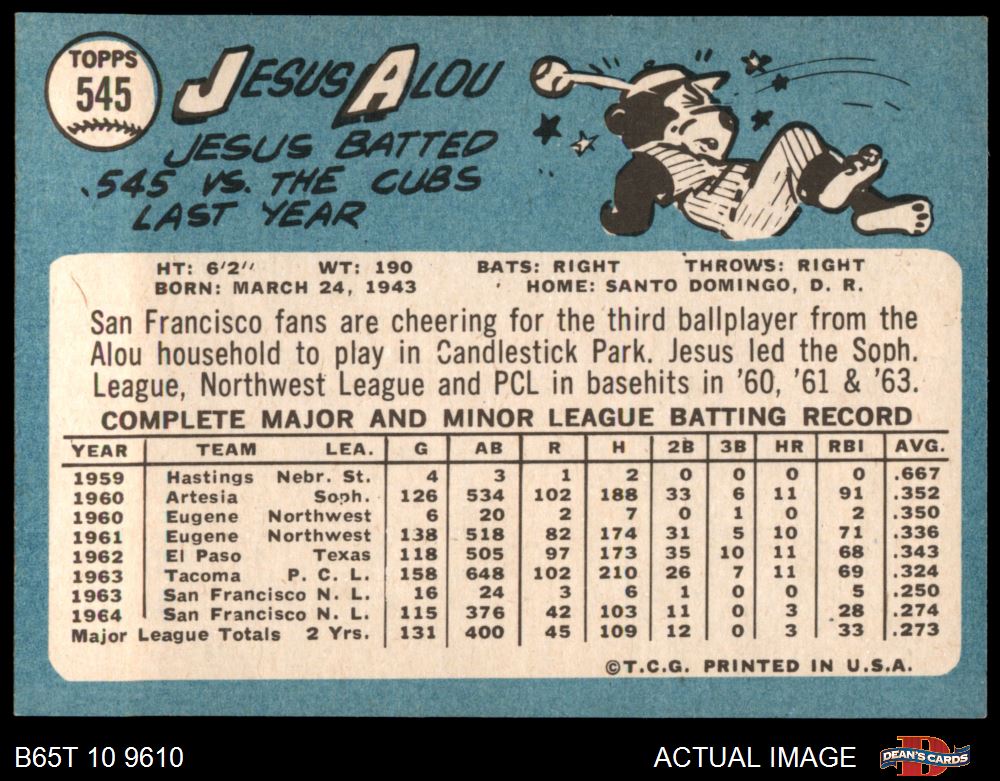 TOPPS
545
JESUS ALOU
JESUS BATTED
.545 VS. THE CUBS
LAST YEAR
HT: 6'2" WT: 190 BATS: RIGHT THROWS: RIGHT
BORN: MARCH 24, 1943 HOME: SANTO DOMINGO, D. R.
San Francisco fans are cheering for the third ballplayer from the
Alou household to play in Candlestick Park. Jesus led the Soph.
League, Northwest League and PCL in basehits in '60, '61 & '63.
COMPLETE MAJOR AND MINOR LEAGUE BATTING RECORD
YEAR TEAM LEA. G AB R H 2B 3B HR RBI AVG.
1959 Hastings Nebr. St. 4 3 1 2 0 0 0 0 .667
1960 Artesia Soph. 126 534 102 188 33 6 11 91 .352
1960 Eugene Northwest 6 20 2 7 0 1 0 2 .350
1961 Eugene Northwest 138 518 82 174 31 5 10 71 .336
1962 El Paso Texas 118 505 97 173 35 10 11 68 .343
1963 Tacoma P. C. L. 158 648 102 210 26 7 11 69 .324
1963 San Francisco N. L. 16 24 3 6 1 0 0 5 .250
1964 San Francisco N. L. 115 376 42 103 11 0 3 28 .274
Major League Totals 2 Yrs. 131 400 45 109 12 0 3 33 .273
©T.C.G. PRINTED IN U.S.A.
B65T 10 9610 ACTUAL IMAGE DEAN'S CARDS